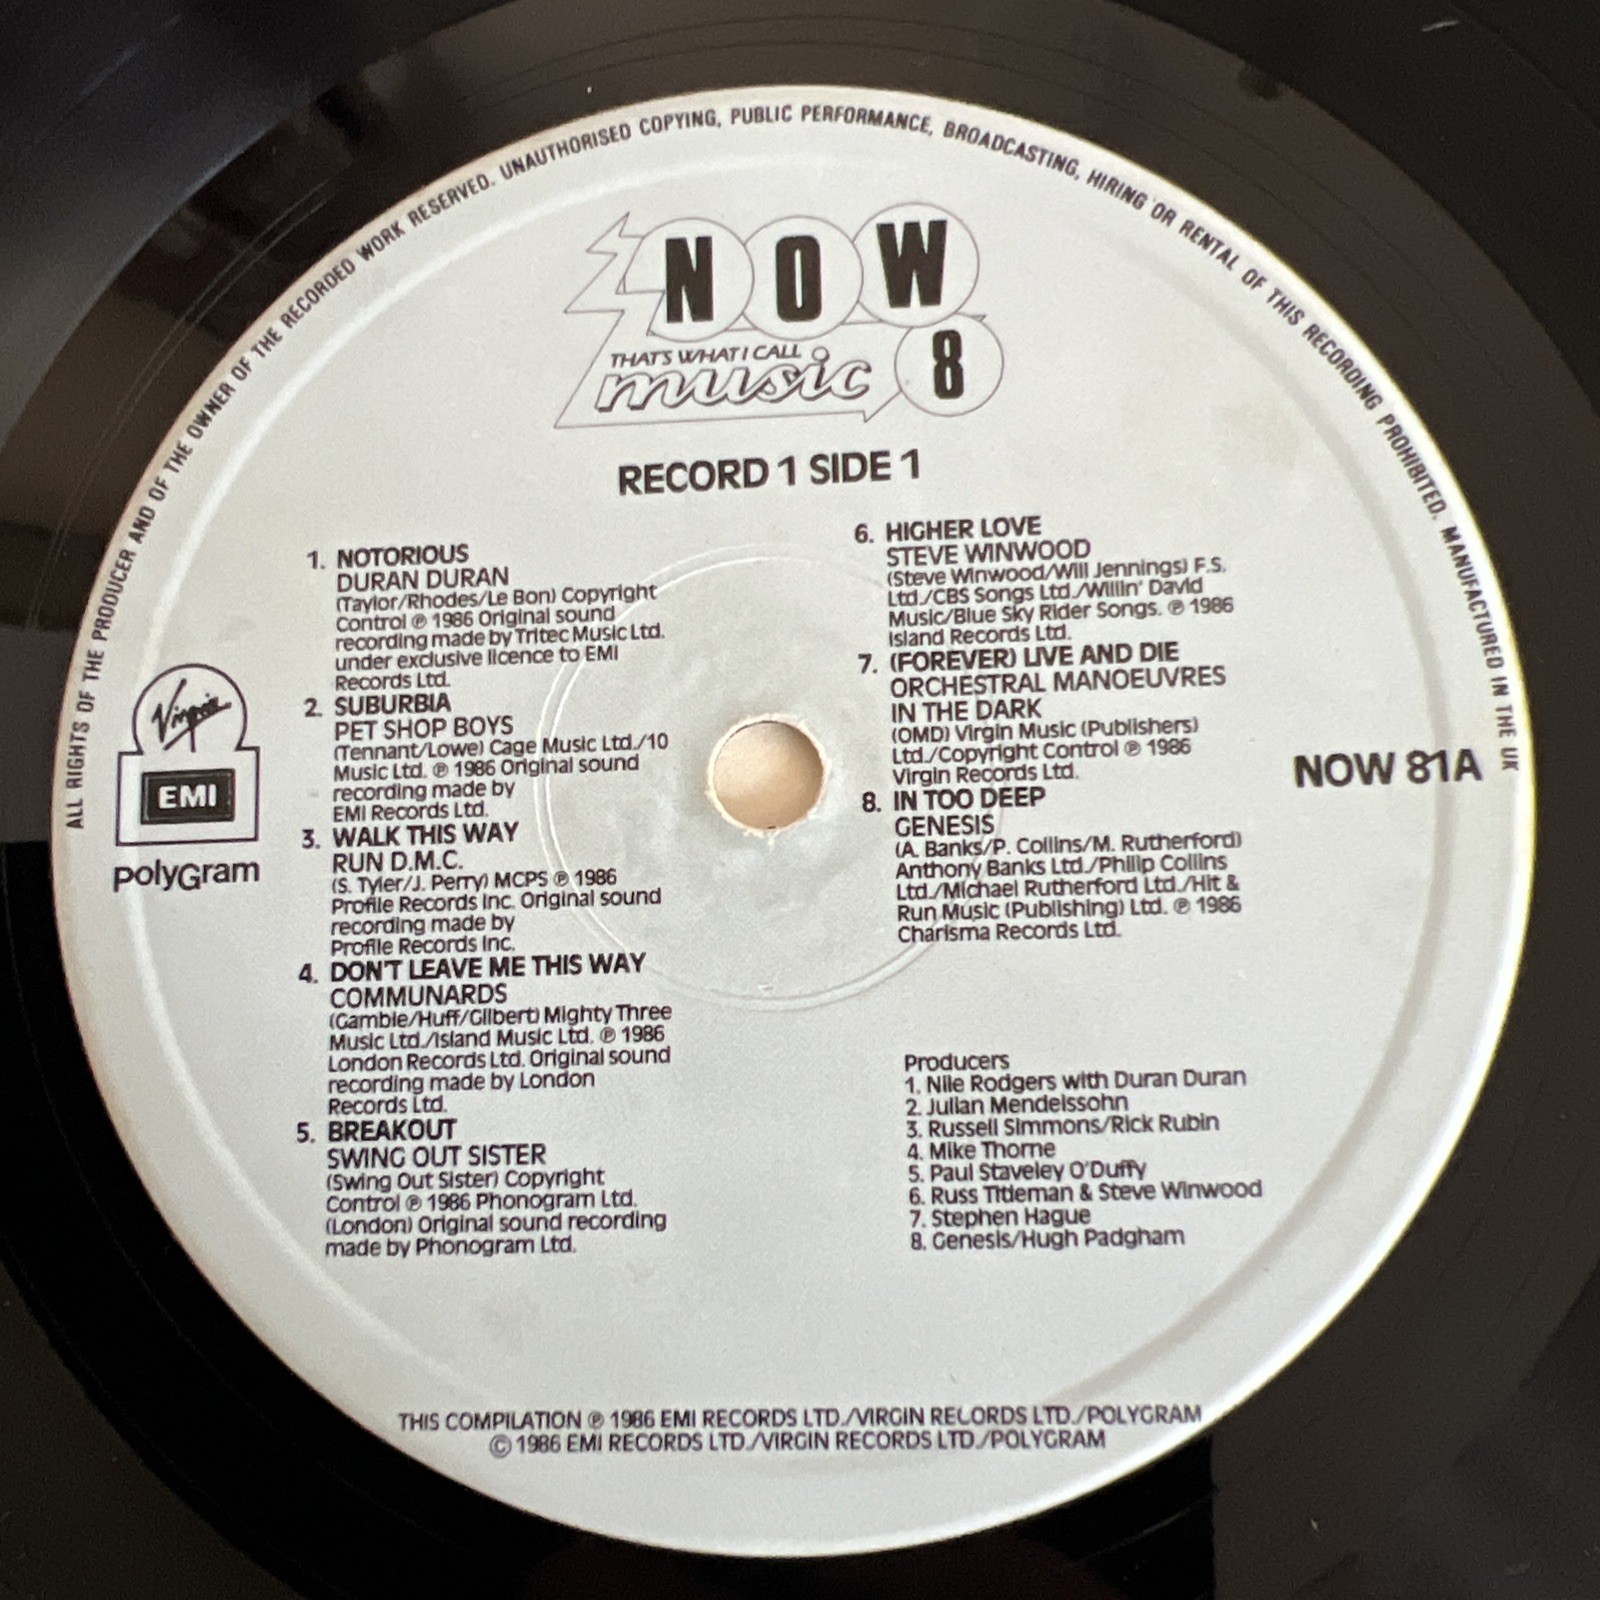 ALL RIGHTS OF THE PRODUCER AND OF THE OWNER OF THE RECORDED WORK RESERVED. UNAUTHORISED COPYING, PUBLIC PERFORMANCE, BROADCASTING, HIRING OR RENTAL OF THIS RECORDING PROHIBITED. MANUFACTURED IN THE UK
NOW
THAT'S WHAT I CALL
music 8
RECORD 1 SIDE 1
1. NOTORIOUS
DURAN DURAN
(Taylor/Rhodes/Le Bon) Copyright
Control ℗ 1986 Original sound
recording made by Tritec Music Ltd.
under exclusive licence to EMI
Records Ltd.
2. SUBURBIA
PET SHOP BOYS
(Tennant/Lowe) Cage Music Ltd./10
Music Ltd. ℗ 1986 Original sound
recording made by
EMI Records Ltd.
3. WALK THIS WAY
RUN D.M.C.
(S. Tyler/J. Perry) MCPS ℗ 1986
Profile Records Inc. Original sound
recording made by
Profile Records Inc.
4. DON'T LEAVE ME THIS WAY
COMMUNARDS
(Gamble/Huff/Gilbert) Mighty Three
Music Ltd./Island Music Ltd. ℗ 1986
London Records Ltd. Original sound
recording made by London
Records Ltd.
5. BREAKOUT
SWING OUT SISTER
(Swing Out Sister) Copyright
Control ℗ 1986 Phonogram Ltd.
(London) Original sound recording
made by Phonogram Ltd.
6. HIGHER LOVE
STEVE WINWOOD
(Steve Winwood/Will Jennings) F.S.
Ltd./CBS Songs Ltd./Willin' David
Music/Blue Sky Rider Songs. ℗ 1986
Island Records Ltd.
7. (FOREVER) LIVE AND DIE
ORCHESTRAL MANOEUVRES
IN THE DARK
(OMD) Virgin Music (Publishers)
Ltd./Copyright Control ℗ 1986
Virgin Records Ltd.
8. IN TOO DEEP
GENESIS
(A. Banks/P. Collins/M. Rutherford)
Anthony Banks Ltd./Philip Collins
Ltd./Michael Rutherford Ltd./Hit &
Run Music (Publishing) Ltd. ℗ 1986
Charisma Records Ltd.
Virgin
EMI
polyGram
NOW 81A
Producers
1. Nile Rodgers with Duran Duran
2. Julian Mendelssohn
3. Russell Simmons/Rick Rubin
4. Mike Thorne
5. Paul Staveley O'Duffy
6. Russ Titleman & Steve Winwood
7. Stephen Hague
8. Genesis/Hugh Padgham
THIS COMPILATION ℗ 1986 EMI RECORDS LTD./VIRGIN RECORDS LTD./POLYGRAM
© 1986 EMI RECORDS LTD./VIRGIN RECORDS LTD./POLYGRAM